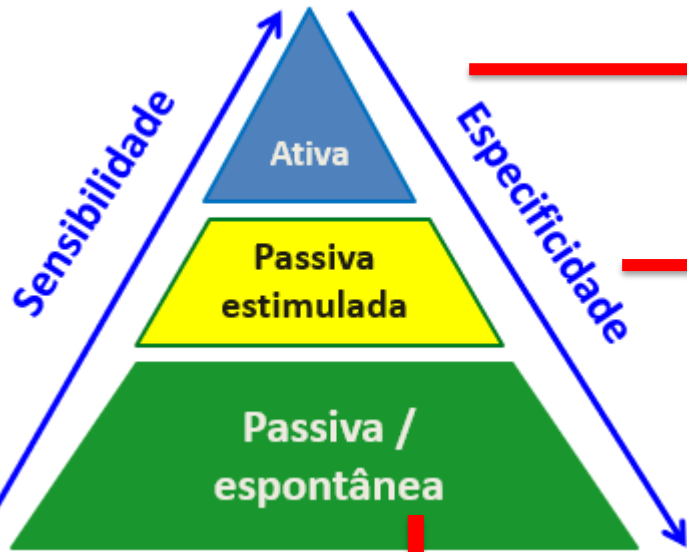 Sensibilidade
Especificidade
Ativa
Passiva
estimulada
Passiva /
espontânea